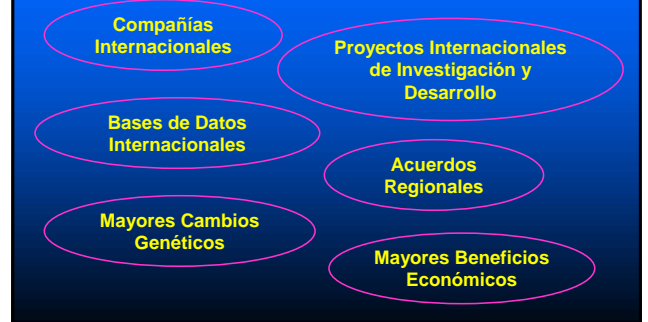 Compañías
Internacionales
Proyectos Internacionales
de Investigación y
Desarrollo
Bases de Datos
Internacionales
Acuerdos
Regionales
Mayores Cambios
Genéticos
Mayores Beneficios
Económicos